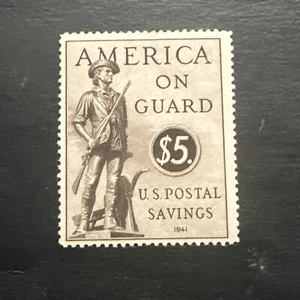 AMERICA
ON
GUARD
$5.
U.S. POSTAL
SAVINGS
1941